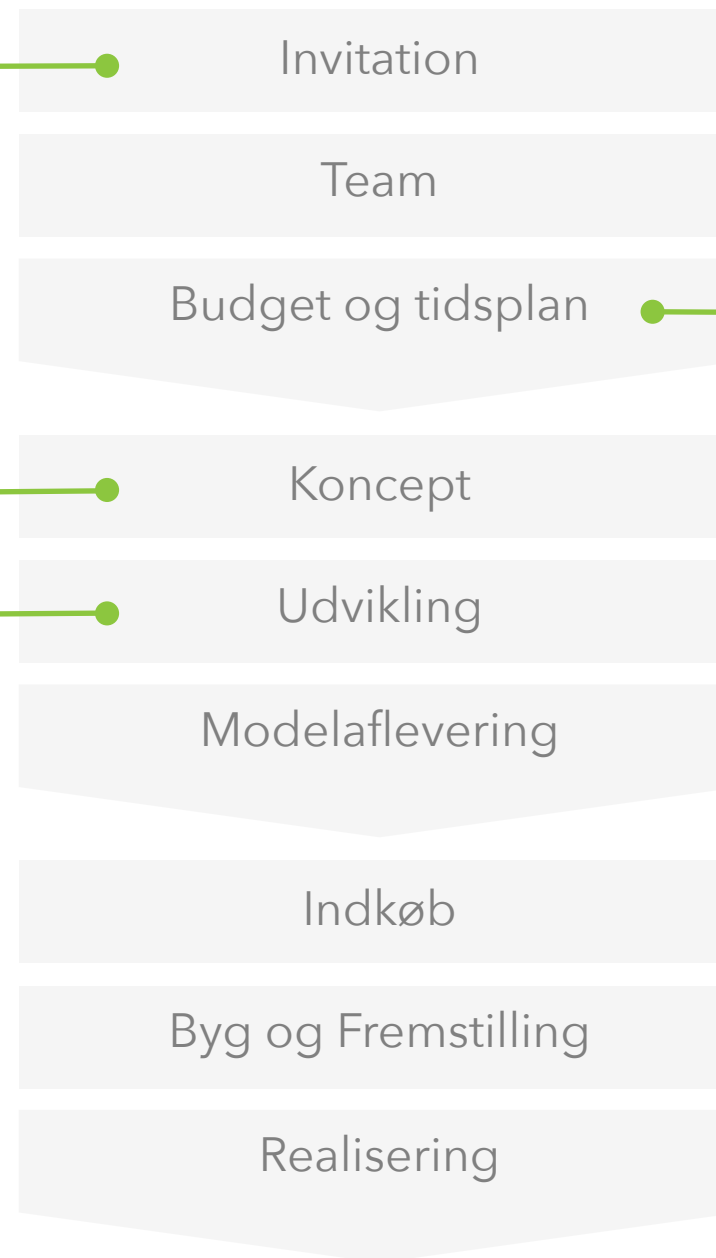 Invitation
Team
Budget og tidsplan
Koncept
Udvikling
Modelaflevering
Indkøb
Byg og Fremstilling
Realisering